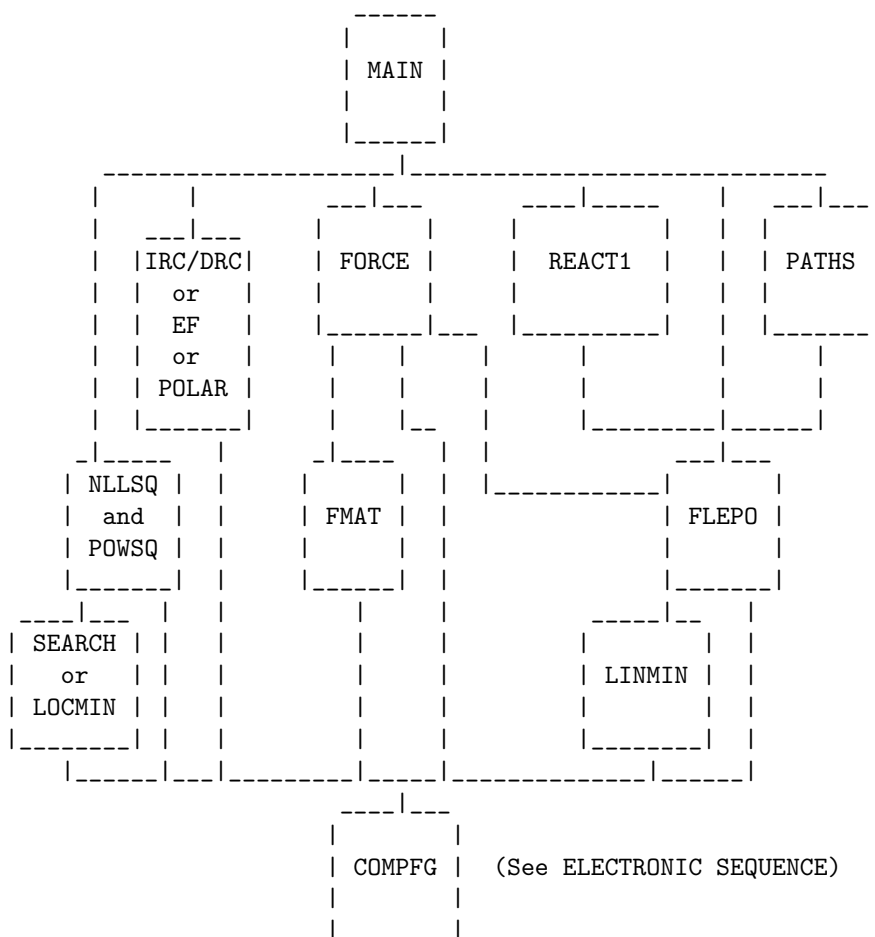 MAIN
IRC/DRC FORCE REACT1 PATHS
or
EF
or
POLAR
NLLSQ
and FMAT FLEPO
POWSQ
SEARCH
or LINMIN
LOCMIN
COMPFG (See ELECTRONIC SEQUENCE)